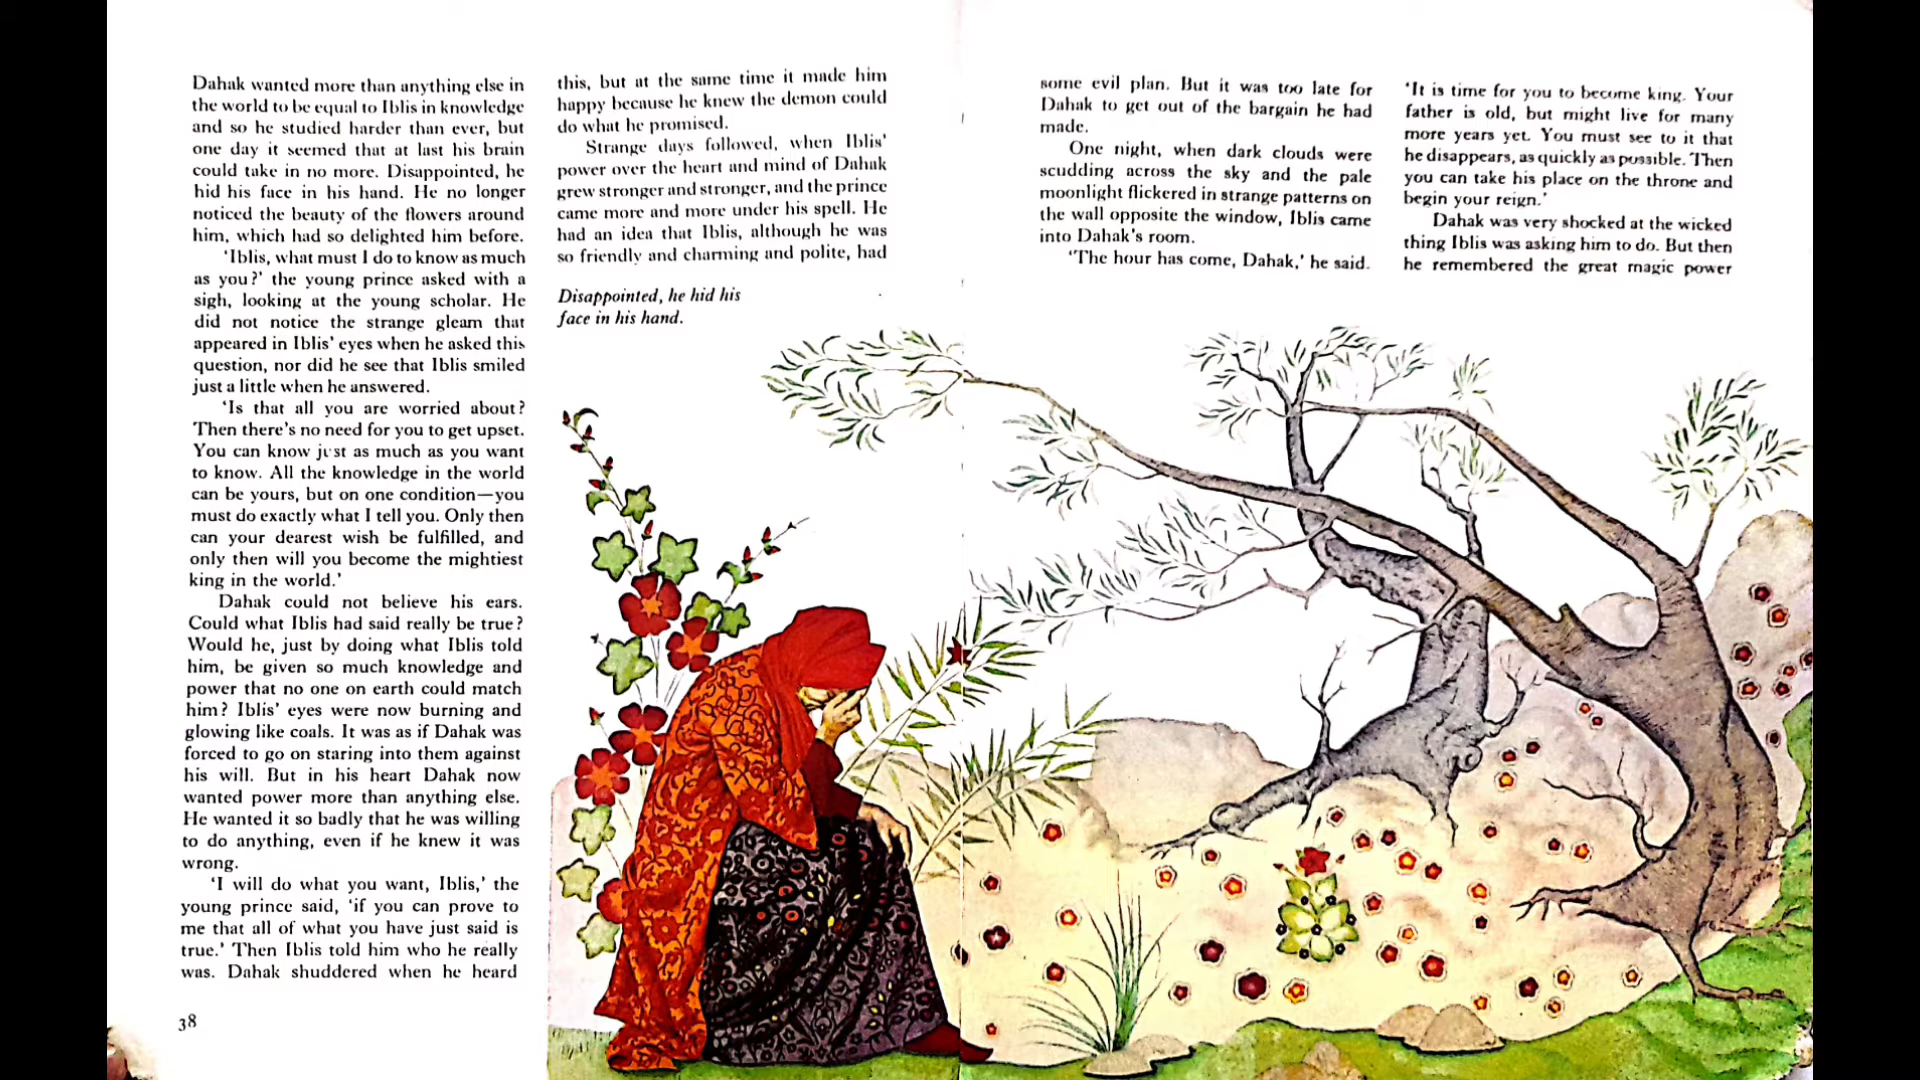 Dahak wanted more than anything else in
the world to be equal to Iblis in knowledge
and so he studied harder than ever, but
one day it seemed that at last his brain
could take in no more. Disappointed, he
hid his face in his hand. He no longer
noticed the beauty of the flowers around
him, which had so delighted him before.
'Iblis, what must I do to know as much
as you?' the young prince asked with a
sigh, looking at the young scholar. He
did not notice the strange gleam that
appeared in Iblis' eyes when he asked this
question, nor did he see that Iblis smiled
just a little when he answered.
'Is that all you are worried about?
Then there's no need for you to get upset.
You can know just as much as you want
to know. All the knowledge in the world
can be yours, but on one condition—you
must do exactly what I tell you. Only then
can your dearest wish be fulfilled, and
only then will you become the mightiest
king in the world.'
Dahak could not believe his ears.
Could what Iblis had said really be true?
Would he, just by doing what Iblis told
him, be given so much knowledge and
power that no one on earth could match
him? Iblis' eyes were now burning and
glowing like coals. It was as if Dahak was
forced to go on staring into them against
his will. But in his heart Dahak now
wanted power more than anything else.
He wanted it so badly that he was willing
to do anything, even if he knew it was
wrong.
'I will do what you want, Iblis,' the
young prince said, 'if you can prove to
me that all of what you have just said is
true.' Then Iblis told him who he really
was. Dahak shuddered when he heard
38
this, but at the same time it made him
happy because he knew the demon could
do what he promised.
Strange days followed, when Iblis'
power over the heart and mind of Dahak
grew stronger and stronger, and the prince
came more and more under his spell. He
had an idea that Iblis, although he was
so friendly and charming and polite, had
Disappointed, he hid his
face in his hand.
some evil plan. But it was too late for
Dahak to get out of the bargain he had
made.
One night, when dark clouds were
scudding across the sky and the pale
moonlight flickered in strange patterns on
the wall opposite the window, Iblis came
into Dahak's room.
'The hour has come, Dahak,' he said.
'It is time for you to become king. Your
father is old, but might live for many
more years yet. You must see to it that
he disappears, as quickly as possible. Then
you can take his place on the throne and
begin your reign.'
Dahak was very shocked at the wicked
thing Iblis was asking him to do. But then
he remembered the great magic power